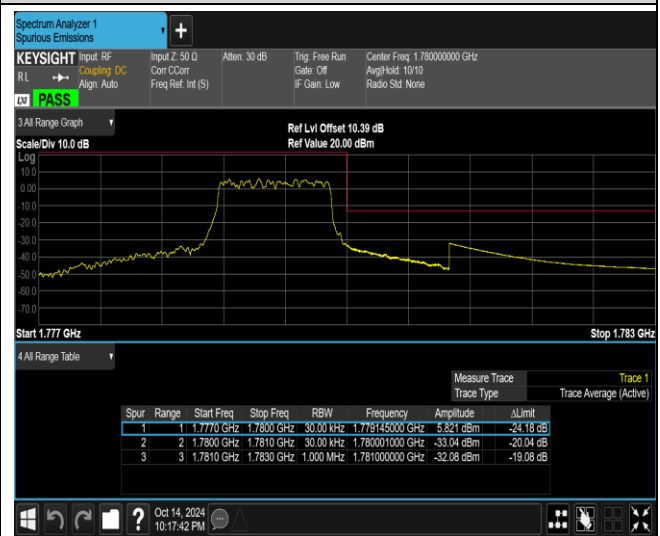 Spectrum Analyzer 1
Spurious Emissions
+
KEYSIGHT Input: RF Input Z: 50 Ω Atten: 30 dB Trig: Free Run Center Freq: 1.780000000 GHz
RL Coupling: DC Corr CCorr Gate: Off Avg|Hold: 10/10
Align: Auto Freq Ref: Int (S) IF Gain: Low Radio Std: None
LXI PASS
3 All Range Graph
Ref Lvl Offset 10.39 dB
Scale/Div 10.0 dB Ref Value 20.00 dBm
Log
10.0
0.00
-10.0
-20.0
-30.0
-40.0
-50.0
-60.0
-70.0
Start 1.777 GHz Stop 1.783 GHz
4 All Range Table
Measure Trace Trace 1
Trace Type Trace Average (Active)
Spur Range Start Freq Stop Freq RBW Frequency Amplitude ΔLimit
1 1 1.7770 GHz 1.7800 GHz 30.00 kHz 1.779145000 GHz 5.821 dBm -24.18 dB
2 2 1.7800 GHz 1.7810 GHz 30.00 kHz 1.780001000 GHz -33.04 dBm -20.04 dB
3 3 1.7810 GHz 1.7830 GHz 1.000 MHz 1.781000000 GHz -32.08 dBm -19.08 dB
? Oct 14, 2024
10:17:42 PM